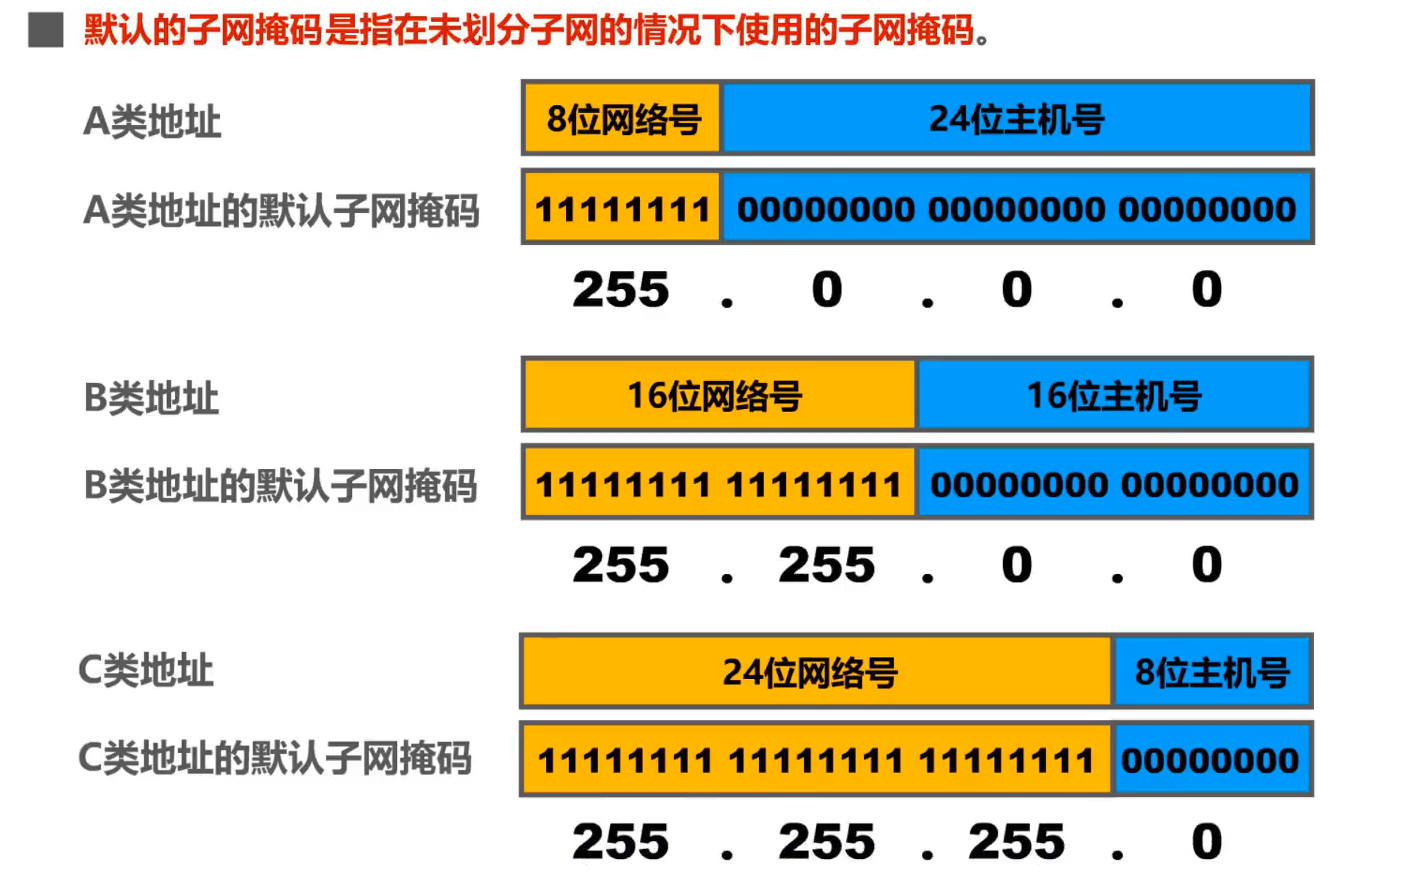 默认的子网掩码是指在未划分子网的情况下使用的子网掩码。
A类地址 8位网络号 24位主机号
A类地址的默认子网掩码 11111111 00000000 00000000 00000000
255 . 0 . 0 . 0
B类地址 16位网络号 16位主机号
B类地址的默认子网掩码 11111111 11111111 00000000 00000000
255 . 255 . 0 . 0
C类地址 24位网络号 8位主机号
C类地址的默认子网掩码 11111111 11111111 11111111 00000000
255 . 255 . 255 . 0